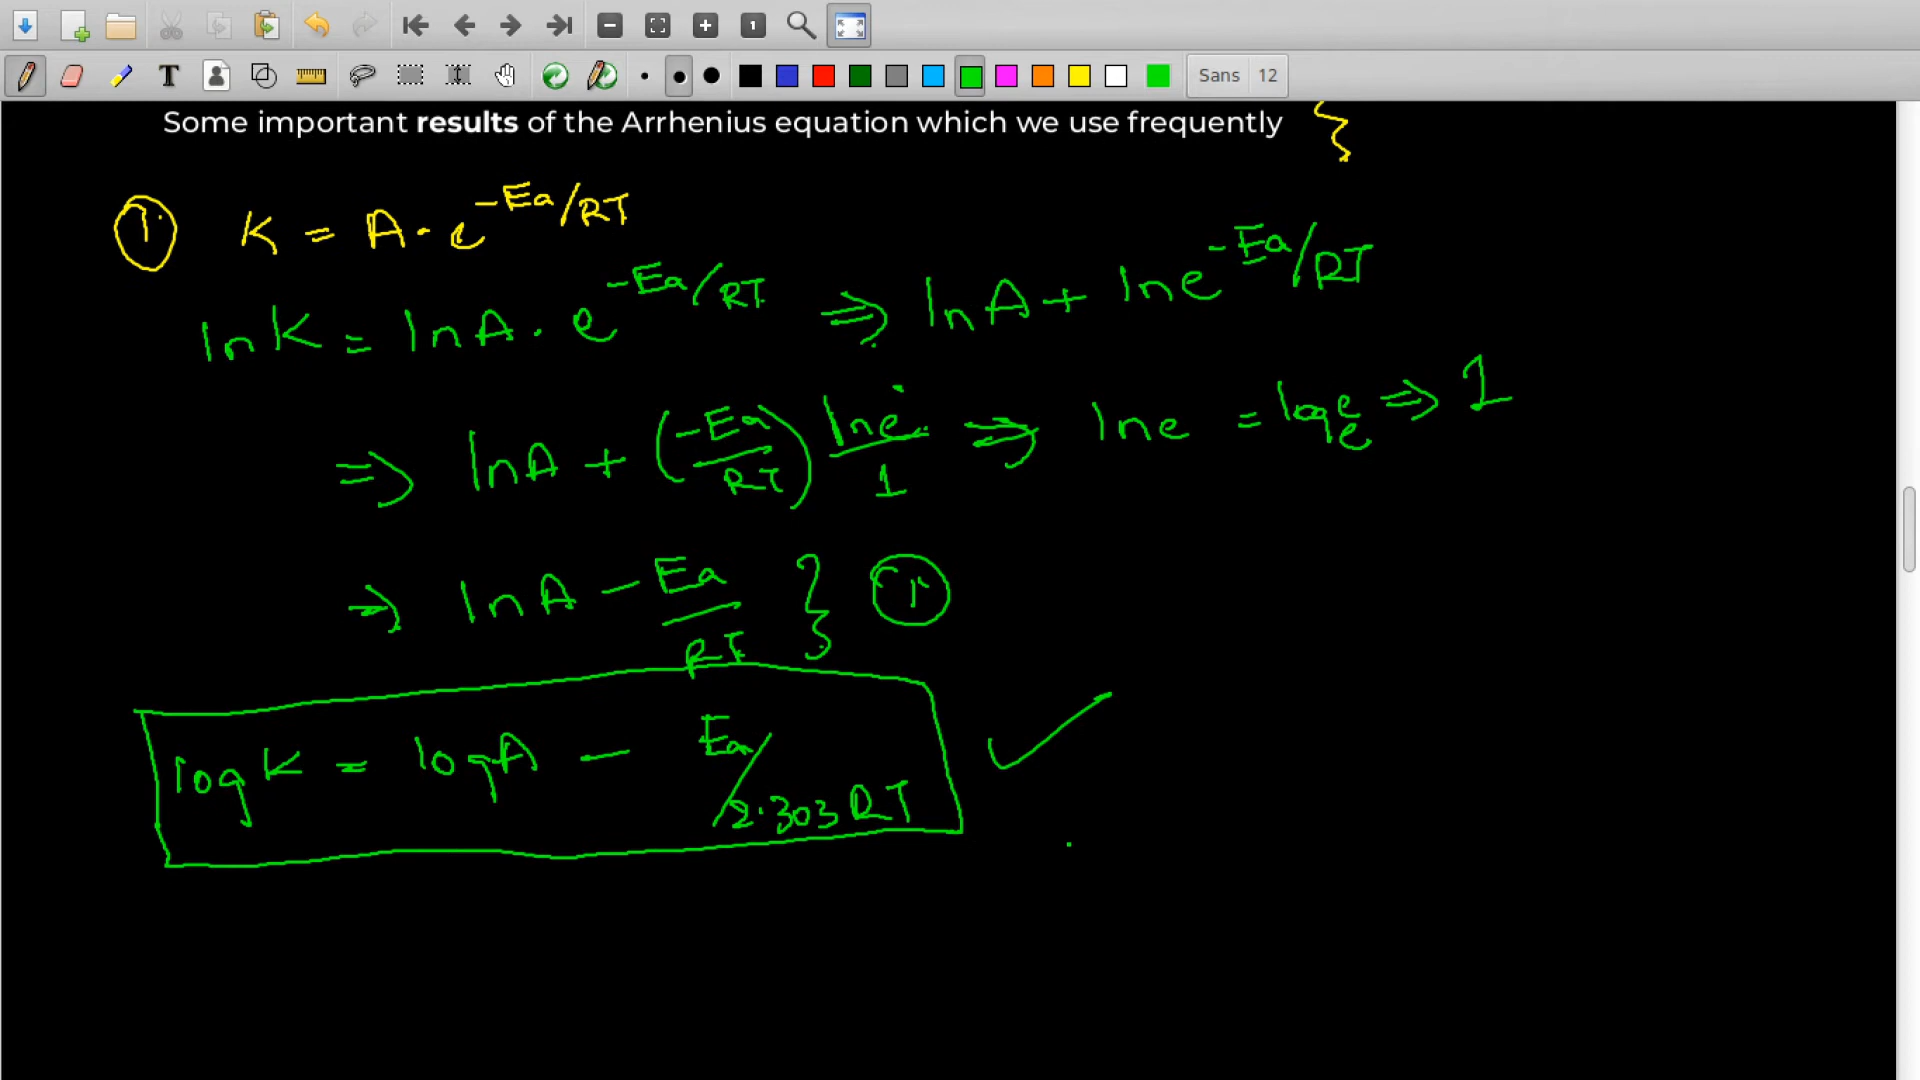 T
Sans 12
Some important results of the Arrhenius equation which we use frequently
① K = A · e^{-Ea/RT}
ln K = ln A · e^{-Ea/RT} ⇒ ln A + ln e^{-Ea/RT}
⇒ ln A + (-Ea/RT) ln e/1 ⇒ ln e = log_e e ⇒ 1
⇒ ln A - Ea/RT } ①
log K = log A - Ea/2.303 RT